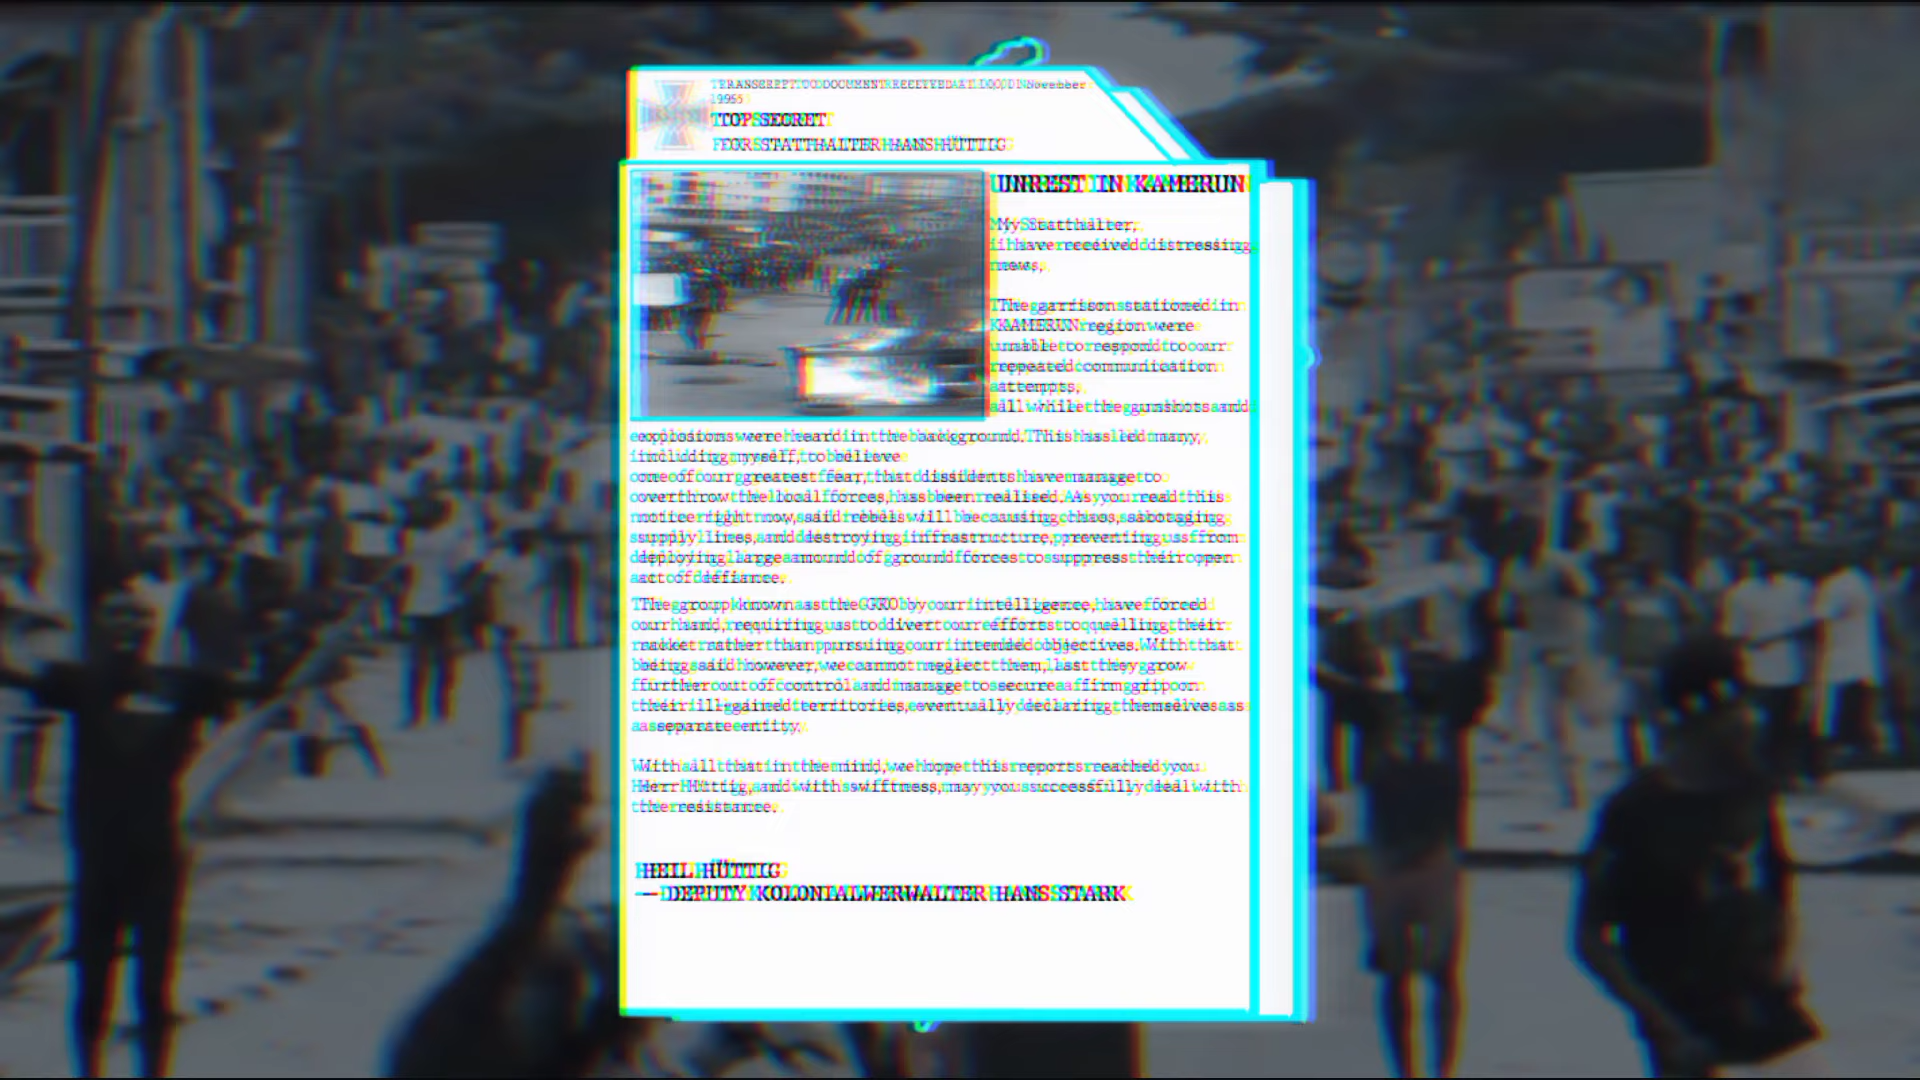 TRANSCRIPT TO DOCUMENT RECEIVED AT November
1955
TOP SECRET
FOR STATTHALTER HANS HÜTTIG
UNREST IN KAMERUN
My Statthalter,
i have received distressing
news,
The garrison stationed in
KAMERUN region were
unable to respond to our
repeated communication
attempts,
all while the gunshots and
explosions were heard in the background. This has led many,
including myself, to believe
one of our greatest fear, that dissidents have manage to
overthrow the local forces, has been realised. As you read this
notice right now, said rebels will be causing chaos, sabotaging
supply lines, and destroying infrastructure, preventing us from
deploying large amound of ground forces to suppress their open
act of defiance.
The group known as the GRO by our intelligence, have forced
our hand, requiring us to divert our efforts to quelling their
racket rather than pursuing our intended objectives. With that
being said however, we cannot neglect them, last they grow
further out of control and manage to secure a firm grip on
their ill-gained territories, eventually declaring themselves as
a separate entity.
With all that in the mind, we hope this reports reached you
Herr Hüttig, and with swiftness, may you successfully deal with
the resistance.
HEIL HÜTTIG
— DEPUTY KOLONIALVERWALTER HANS STARK